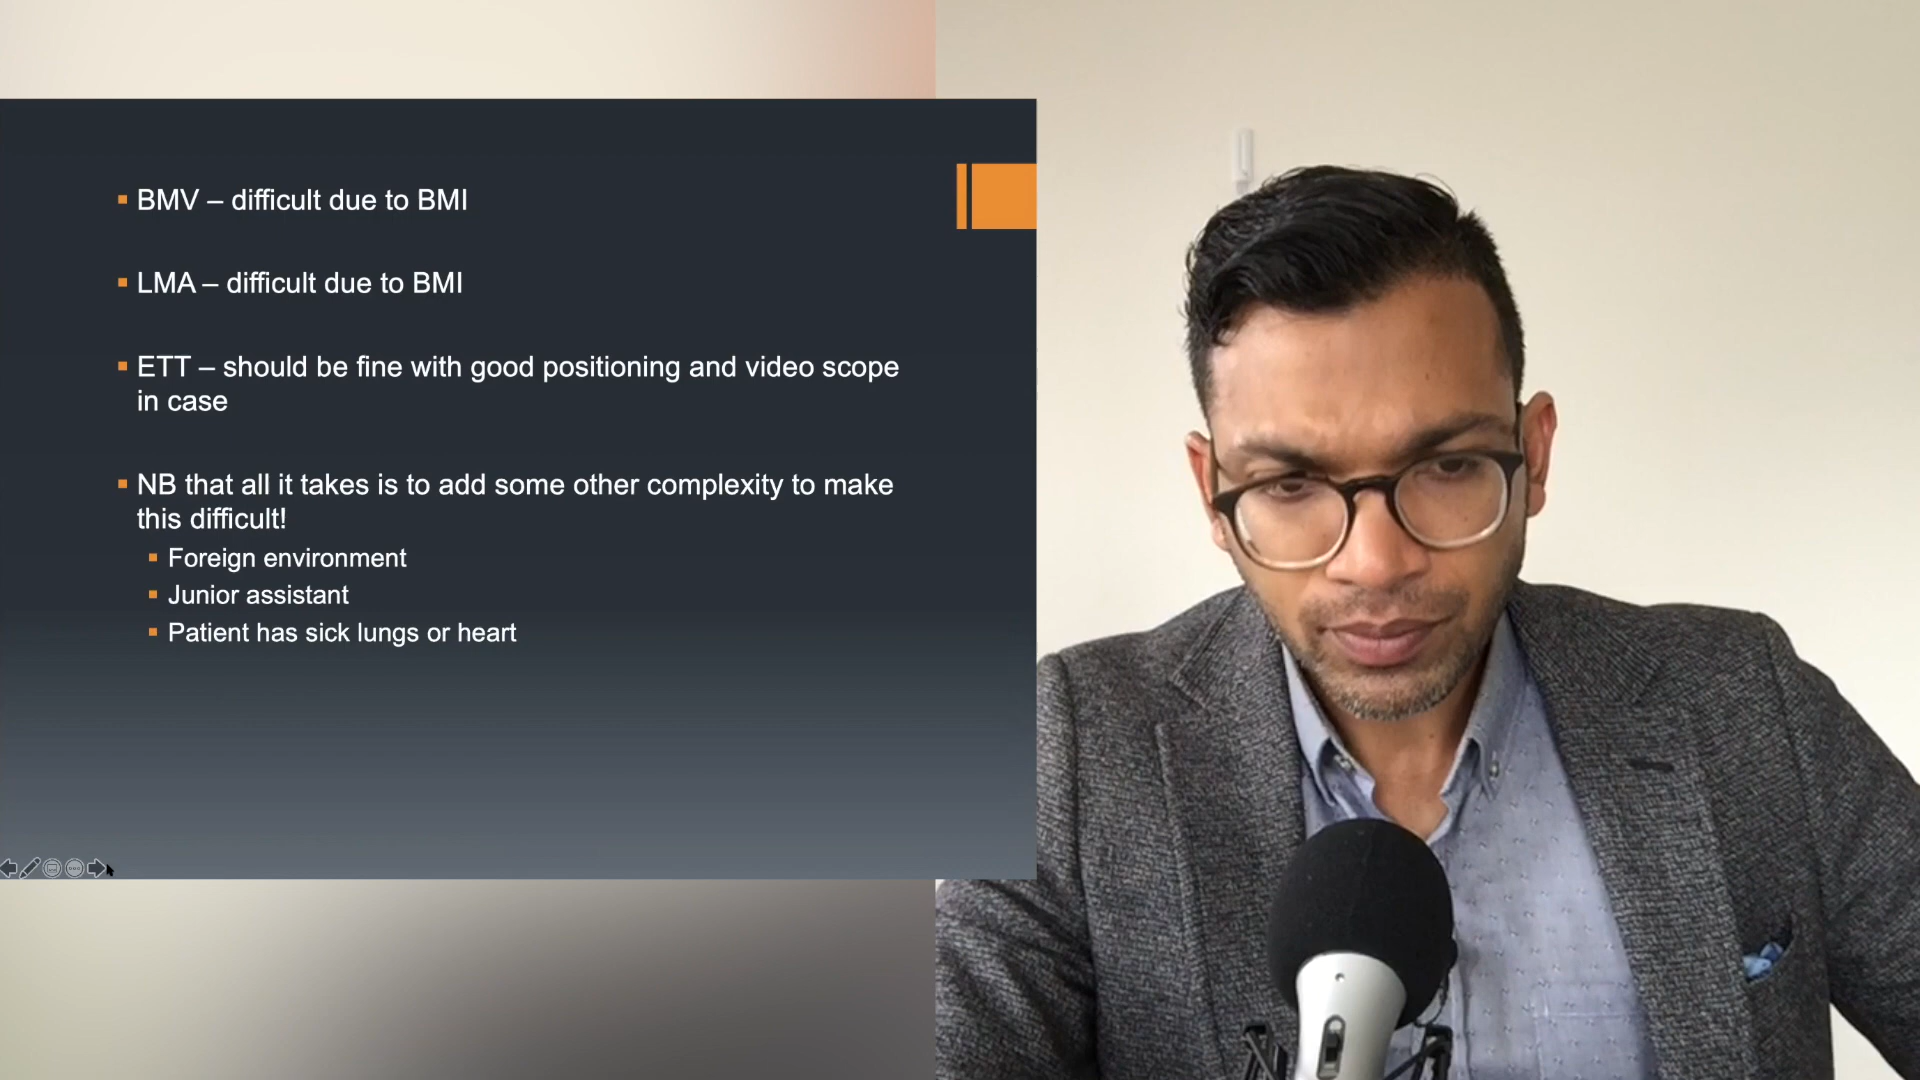 BMV – difficult due to BMI
LMA – difficult due to BMI
ETT – should be fine with good positioning and video scope
in case
NB that all it takes is to add some other complexity to make
this difficult!
Foreign environment
Junior assistant
Patient has sick lungs or heart